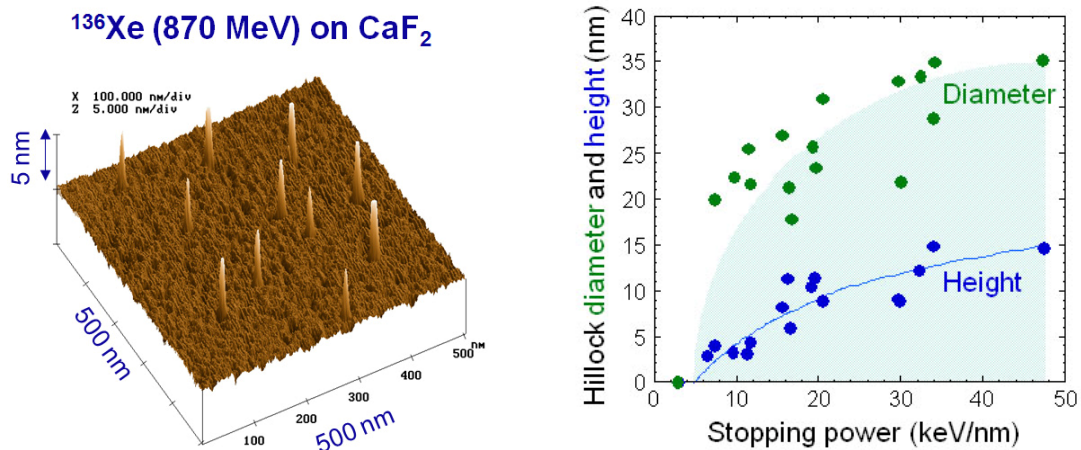 ¹³⁶Xe (870 MeV) on CaF₂
X 100.000 nm/div
Z 5.000 nm/div
5 nm
500 nm
500 nm
100
200
300
400
500
nm
Hillock diameter and height (nm)
40
35
30
25
20
15
10
5
0
Diameter
Height
0 10 20 30 40 50
Stopping power (keV/nm)